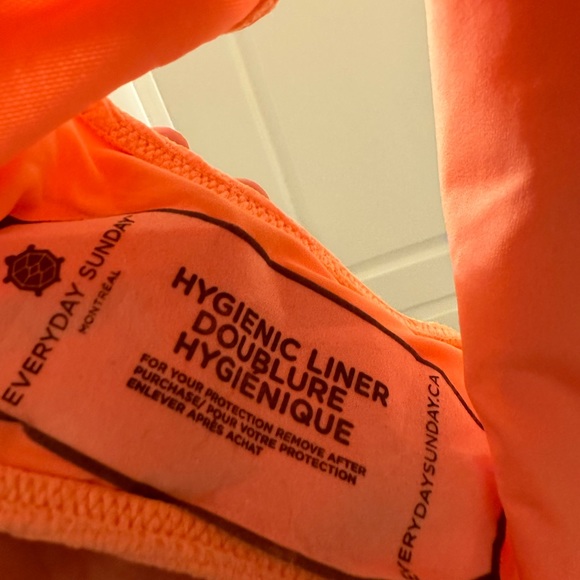 EVERYDAY SUNDAY
MONTRÉAL
HYGIENIC LINER
DOUBLURE
HYGIÉNIQUE
FOR YOUR PROTECTION REMOVE AFTER
PURCHASE/POUR VOTRE PROTECTION
ENLEVER APRÈS ACHAT
EVERYDAYSUNDAY.CA